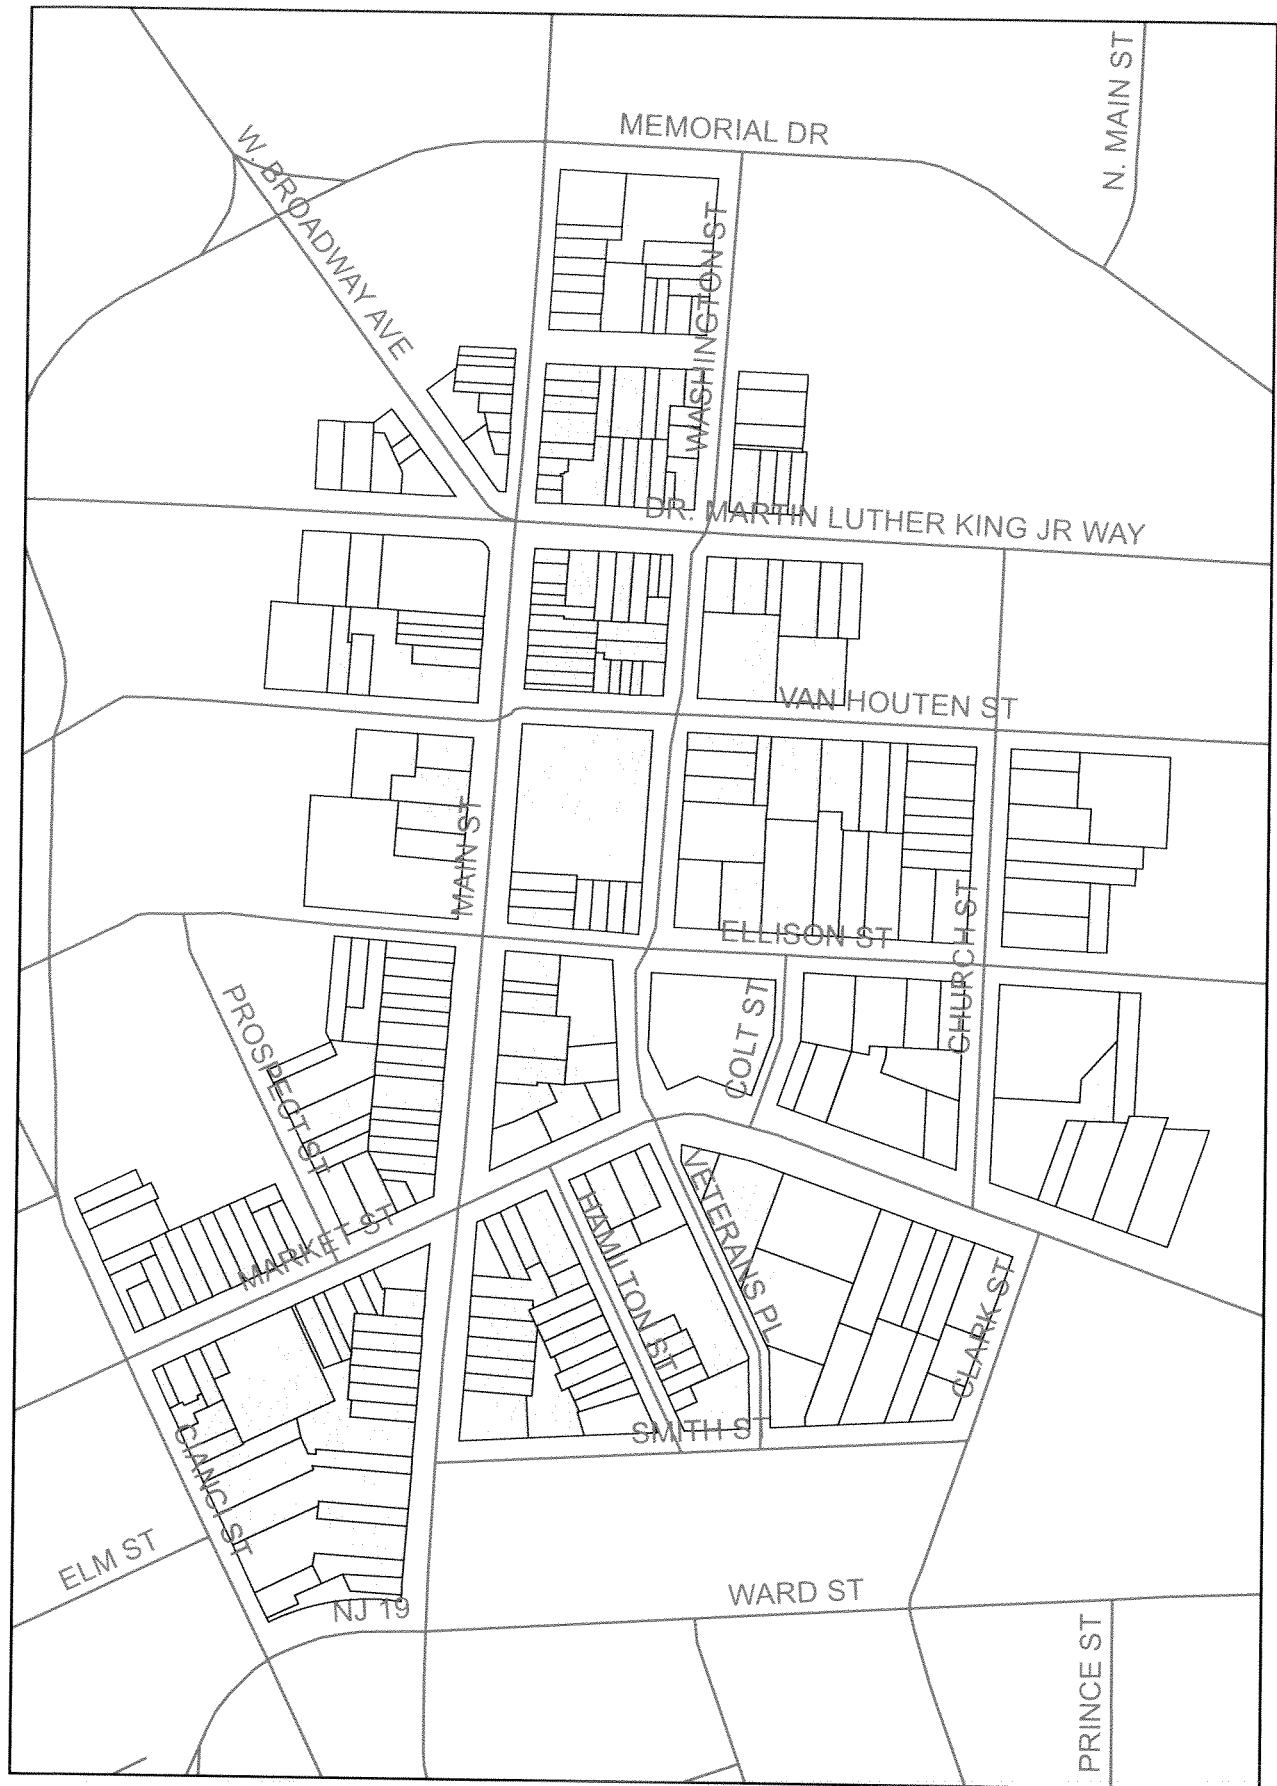 N. MAIN ST
MEMORIAL DR
W. BROADWAY AVE
WASHINGTON ST
DR. MARTIN LUTHER KING JR WAY
VAN HOUTEN ST
MAIN ST
ELLISON ST
CHURCH ST
PROSPECT ST
COLT ST
MARKET ST
HAMILTON ST
VETERANS PL
CLARK ST
SMITH ST
CIANCI ST
ELM ST
NJ 19
WARD ST
PRINCE ST